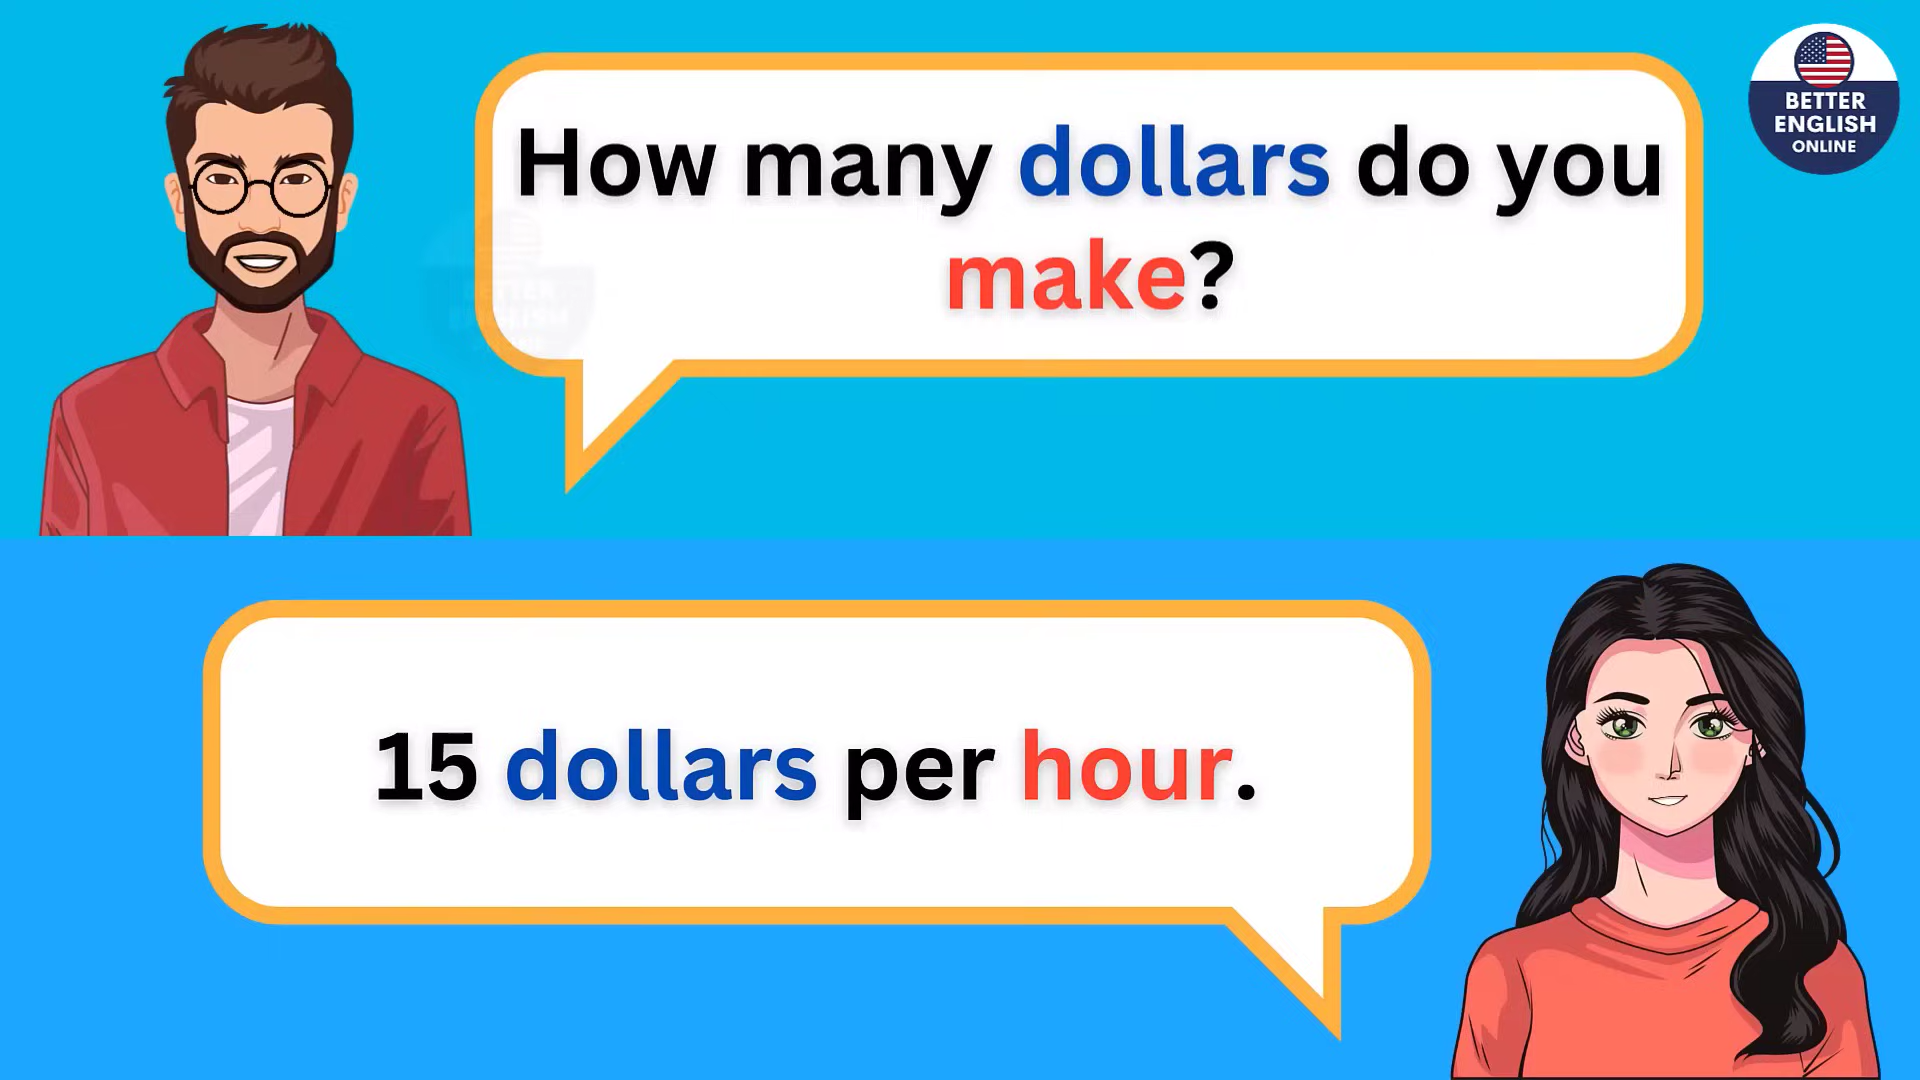 How many dollars do you
make?
BETTER
ENGLISH
ONLINE
15 dollars per hour.